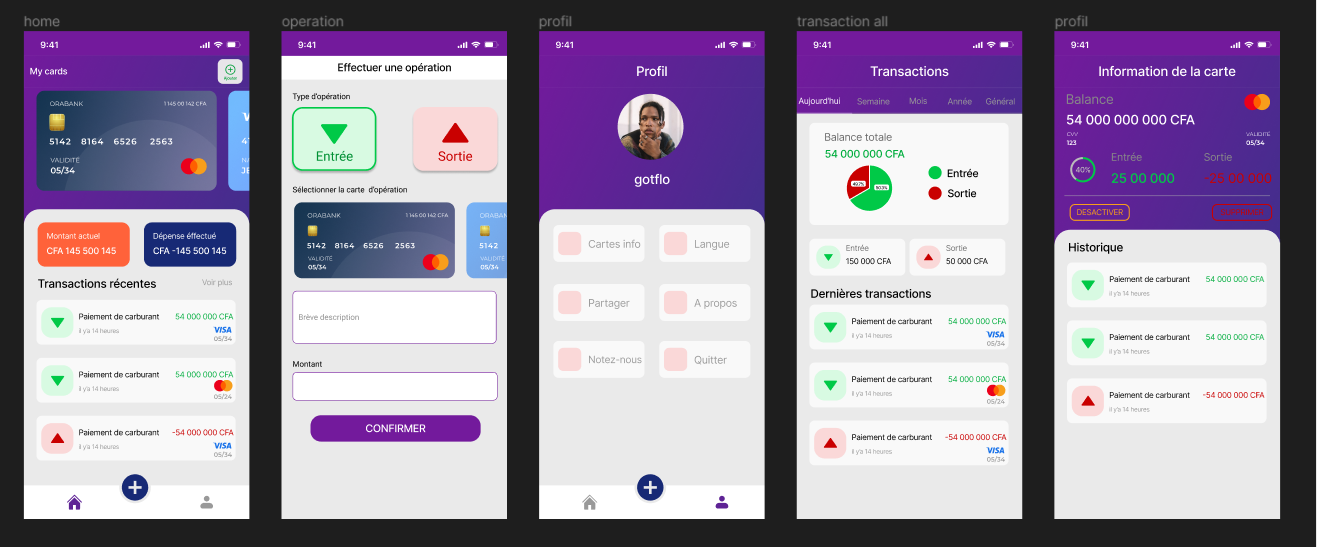 home
9:41
My cards
Ajouter
ORABANK
1 145 00 142 CFA
5142 8164 6526 2563
VALIDITÉ
05/34
Montant actuel
CFA 145 500 145
Dépense éffectué
CFA -145 500 145
Transactions récentes
Voir plus
Paiement de carburant
54 000 000 CFA
il y'a 14 heures
VISA
05/34
Paiement de carburant
54 000 000 CFA
il y'a 14 heures
05/24
Paiement de carburant
-54 000 000 CFA
il y'a 14 heures
VISA
05/34
operation
9:41
Effectuer une opération
Type d'opération
Entrée
Sortie
Sélectionner la carte d'opération
ORABANK
1 145 00 142 CFA
5142 8164 6526 2563
VALIDITÉ
05/34
5142
05/34
Brève description
Montant
CONFIRMER
profil
9:41
Profil
gotflo
Cartes info
Langue
Partager
A propos
Notez-nous
Quitter
transaction all
9:41
Transactions
Aujourd'hui
Semaine
Mois
Année
Général
Balance totale
54 000 000 CFA
Entrée
Sortie
Entrée
150 000 CFA
Sortie
50 000 CFA
Dernières transactions
Paiement de carburant
54 000 000 CFA
il y'a 14 heures
VISA
05/34
Paiement de carburant
54 000 000 CFA
il y'a 14 heures
05/24
Paiement de carburant
-54 000 000 CFA
il y'a 14 heures
VISA
05/34
profil
9:41
Information de la carte
Balance
54 000 000 000 CFA
CVV
123
VALIDITE
05/34
40%
Entrée
25 00 000
Sortie
-25 00 000
DESACTIVER
Historique
Paiement de carburant
54 000 000 CFA
il y'a 14 heures
Paiement de carburant
54 000 000 CFA
il y'a 14 heures
Paiement de carburant
-54 000 000 CFA
il y'a 14 heures